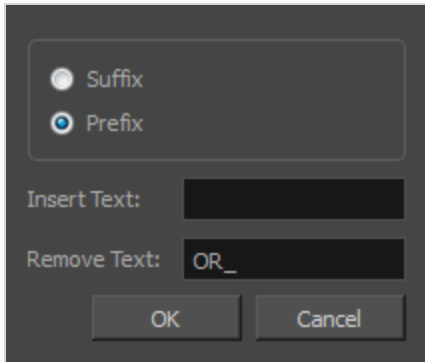 Suffix
Prefix
Insert Text:
Remove Text: OR_
OK Cancel